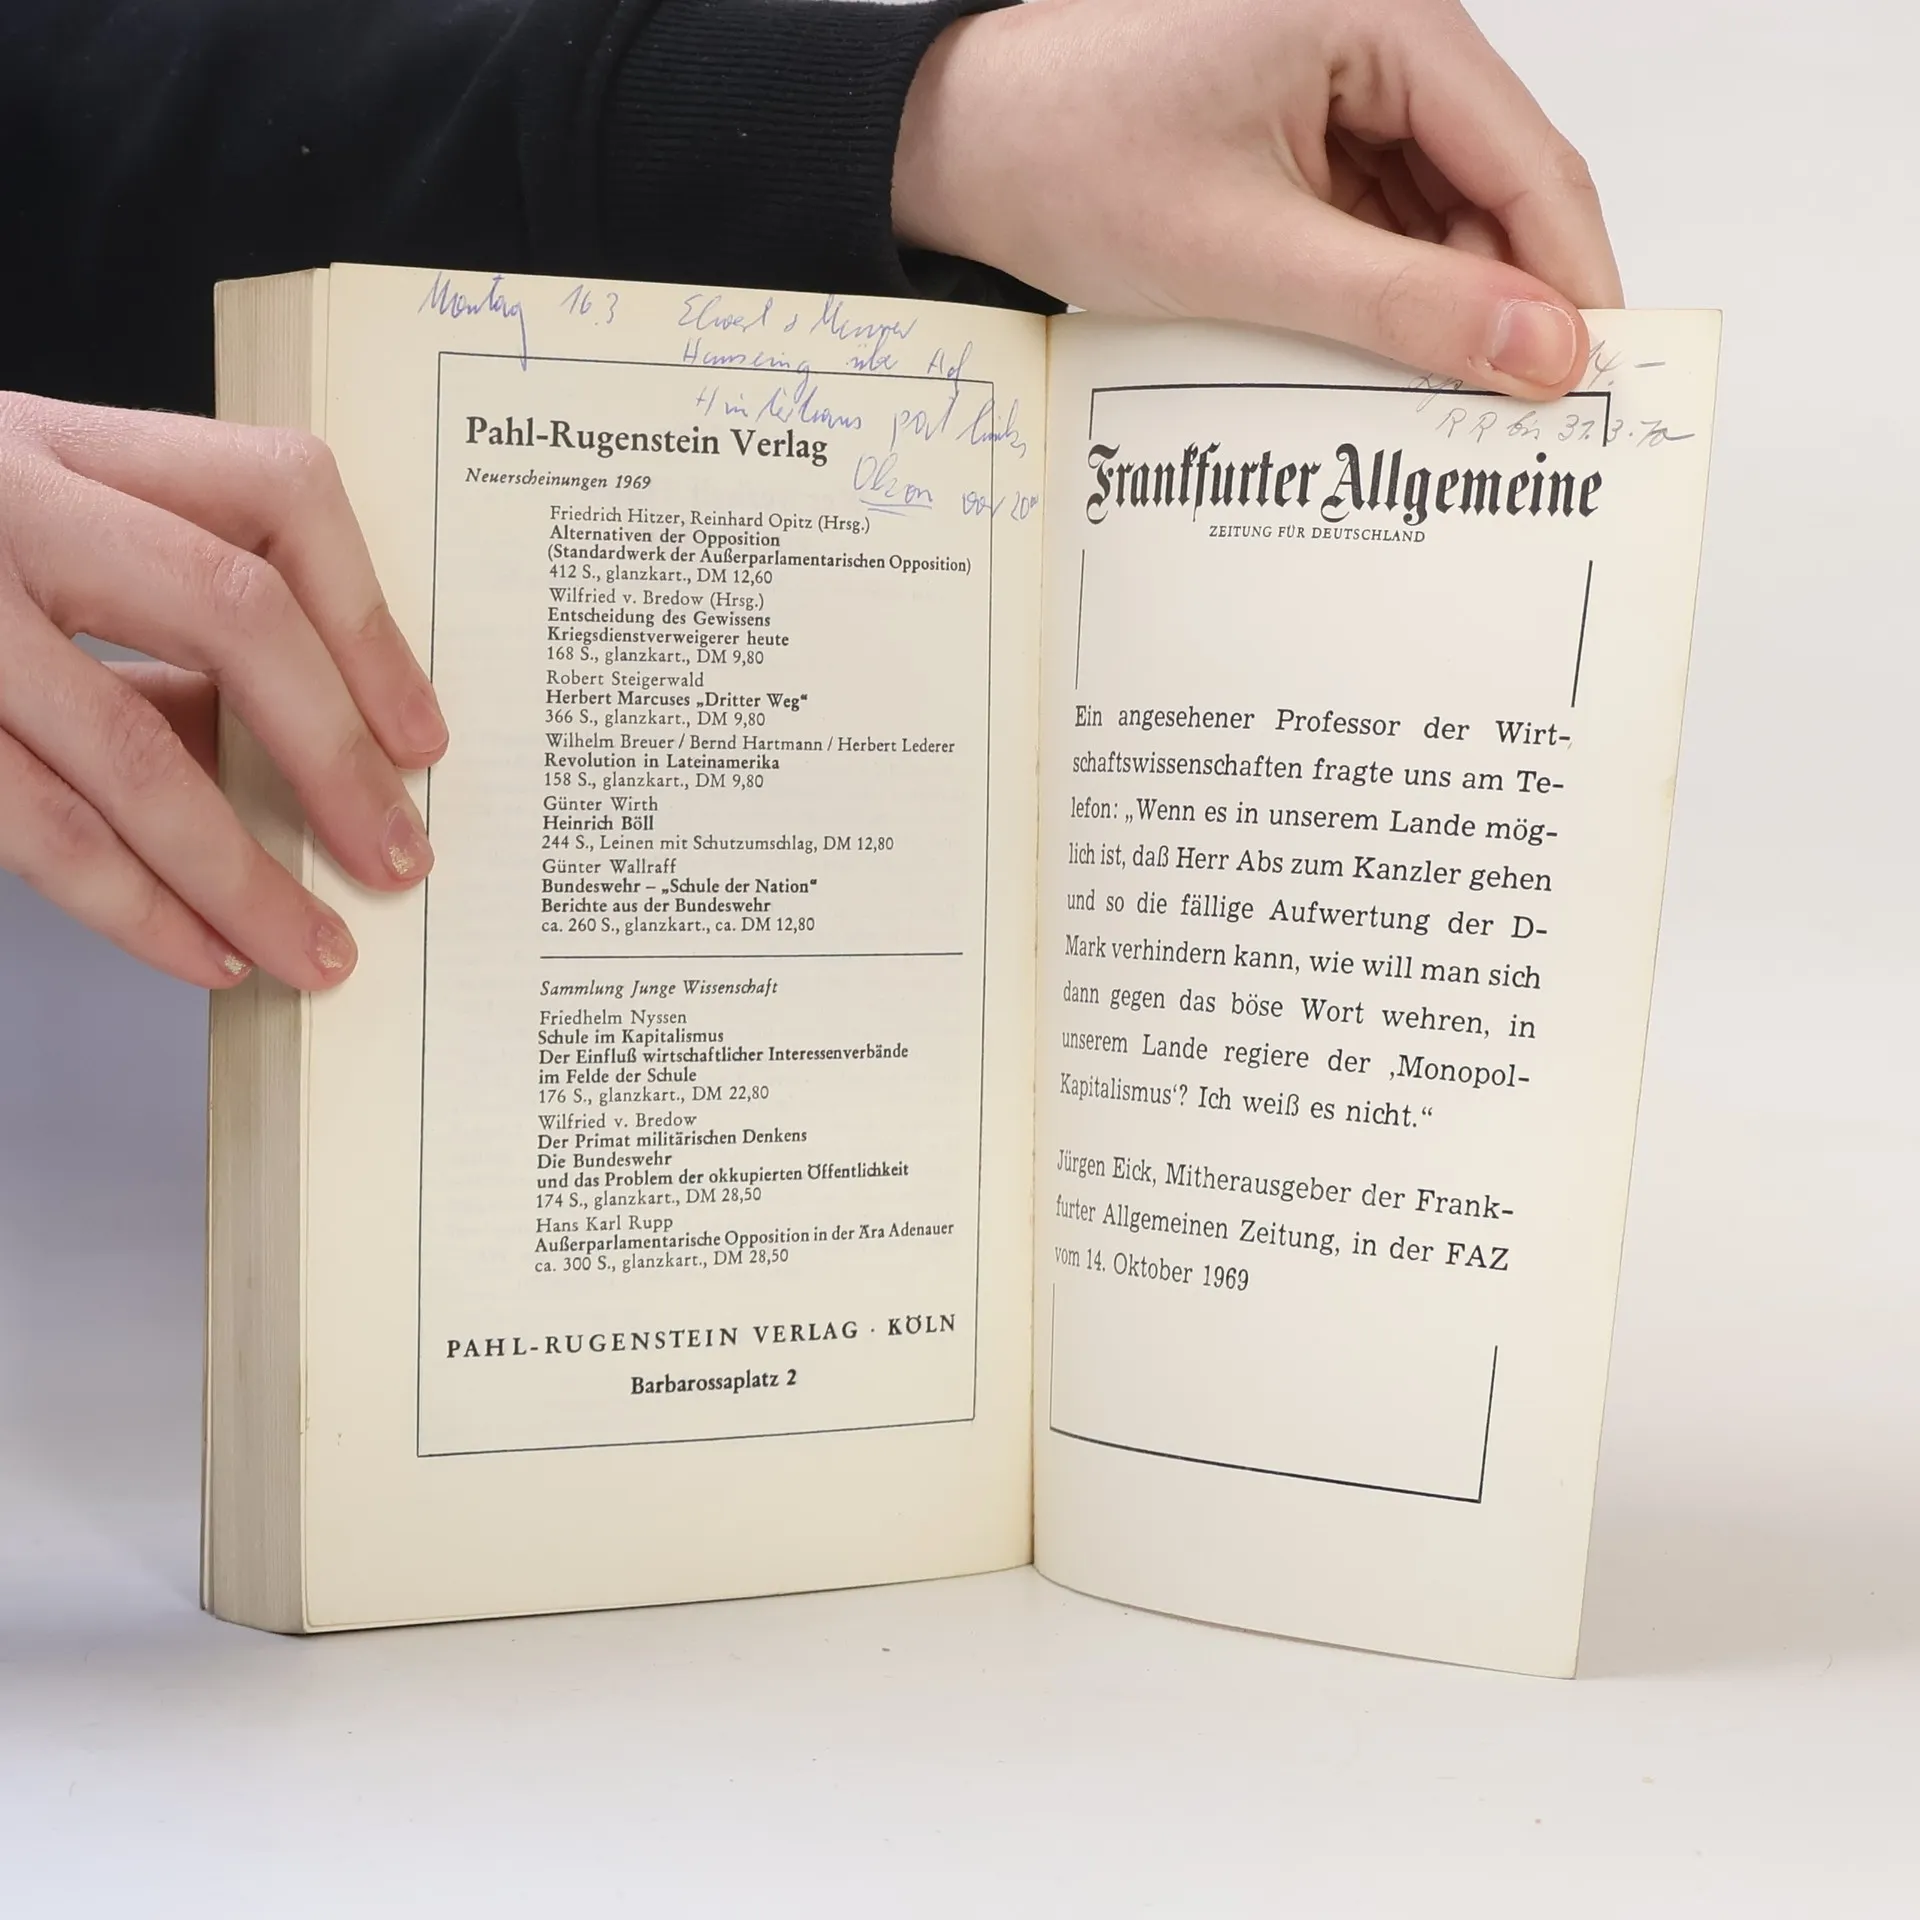 Montag 16.3
Hinterhaus
RR bis 31.3.70
Pahl-Rugenstein Verlag
Neuerscheinungen 1969
Friedrich Hitzer, Reinhard Opitz (Hrsg.)
Alternativen der Opposition
(Standardwerk der Außerparlamentarischen Opposition)
412 S., glanzkart., DM 12,60
Wilfried v. Bredow (Hrsg.)
Entscheidung des Gewissens
Kriegsdienstverweigerer heute
168 S., glanzkart., DM 9,80
Robert Steigerwald
Herbert Marcuses „Dritter Weg“
366 S., glanzkart., DM 9,80
Wilhelm Breuer / Bernd Hartmann / Herbert Lederer
Revolution in Lateinamerika
158 S., glanzkart., DM 9,80
Günter Wirth
Heinrich Böll
244 S., Leinen mit Schutzumschlag, DM 12,80
Günter Wallraff
Bundeswehr – „Schule der Nation“
Berichte aus der Bundeswehr
ca. 260 S., glanzkart., ca. DM 12,80
Sammlung Junge Wissenschaft
Friedhelm Nyssen
Schule im Kapitalismus
Der Einfluß wirtschaftlicher Interessenverbände
im Felde der Schule
176 S., glanzkart., DM 22,80
Wilfried v. Bredow
Der Primat militärischen Denkens
Die Bundeswehr
und das Problem der okkupierten Öffentlichkeit
174 S., glanzkart., DM 28,50
Hans Karl Rupp
Außerparlamentarische Opposition in der Ära Adenauer
ca. 300 S., glanzkart., DM 28,50
PAHL-RUGENSTEIN VERLAG · KÖLN
Barbarossaplatz 2
Frankfurter Allgemeine
ZEITUNG FÜR DEUTSCHLAND
Ein angesehener Professor der Wirt-
schaftswissenschaften fragte uns am Te-
lefon: „Wenn es in unserem Lande mög-
lich ist, daß Herr Abs zum Kanzler gehen
und so die fällige Aufwertung der D-
Mark verhindern kann, wie will man sich
dann gegen das böse Wort wehren, in
unserem Lande regiere der ‚Monopol-
Kapitalismus‘? Ich weiß es nicht.“
Jürgen Eick, Mitherausgeber der Frank-
furter Allgemeinen Zeitung, in der FAZ
vom 14. Oktober 1969